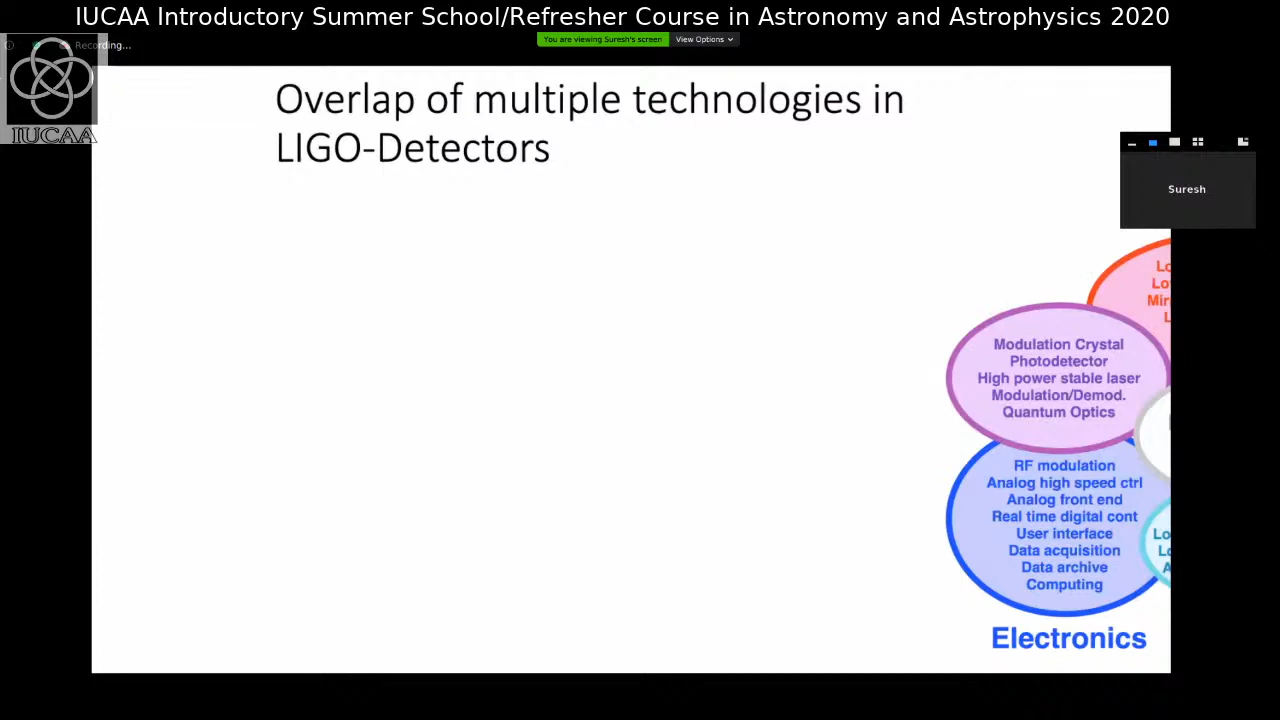 IUCAA Introductory Summer School/Refresher Course in Astronomy and Astrophysics 2020
Recording...
You are viewing Suresh's screen
View Options
IUCAA
Overlap of multiple technologies in
LIGO-Detectors
Suresh
Modulation Crystal
Photodetector
High power stable laser
Modulation/Demod.
Quantum Optics
RF modulation
Analog high speed ctrl
Analog front end
Real time digital cont
User interface
Data acquisition
Data archive
Computing
Electronics